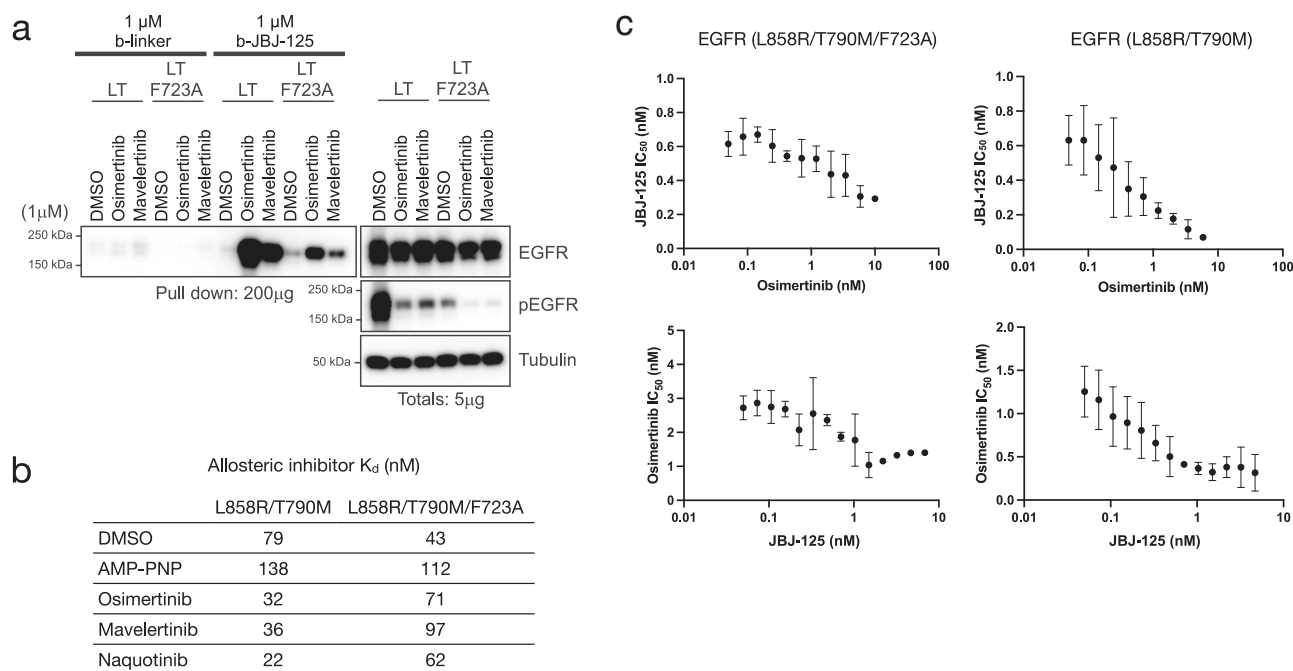 a
1 μM
b-linker
1 μM
b-JBJ-125
LT
LT
F723A
LT
LT
F723A
LT
LT
F723A
DMSO
Osimertinib
Mavelertinib
DMSO
Osimertinib
Mavelertinib
DMSO
Osimertinib
Mavelertinib
DMSO
Osimertinib
Mavelertinib
DMSO
Osimertinib
Mavelertinib
DMSO
Osimertinib
Mavelertinib
(1μM)
250 kDa
150 kDa
EGFR
Pull down: 200μg
250 kDa
150 kDa
pEGFR
50 kDa
Tubulin
Totals: 5μg
b
Allosteric inhibitor Kd (nM)
L858R/T790M L858R/T790M/F723A
DMSO 79 43
AMP-PNP 138 112
Osimertinib 32 71
Mavelertinib 36 97
Naquotinib 22 62
c
EGFR (L858R/T790M/F723A)
JBJ-125 IC50 (nM)
1.0
0.8
0.6
0.4
0.2
0.0
0.01 0.1 1 10 100
Osimertinib (nM)
EGFR (L858R/T790M)
JBJ-125 IC50 (nM)
1.0
0.8
0.6
0.4
0.2
0.0
0.01 0.1 1 10 100
Osimertinib (nM)
Osimertinib IC50 (nM)
5
4
3
2
1
0
0.01 0.1 1 10
JBJ-125 (nM)
Osimertinib IC50 (nM)
2.0
1.5
1.0
0.5
0.0
0.01 0.1 1 10
JBJ-125 (nM)